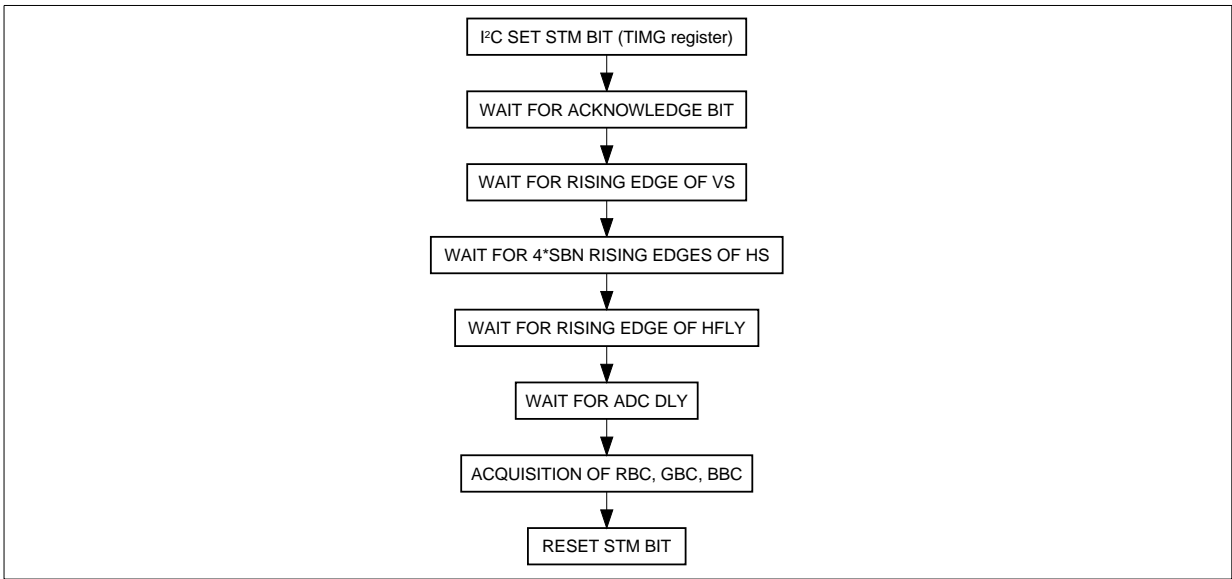 I²C SET STM BIT (TIMG register)
WAIT FOR ACKNOWLEDGE BIT
WAIT FOR RISING EDGE OF VS
WAIT FOR 4*SBN RISING EDGES OF HS
WAIT FOR RISING EDGE OF HFLY
WAIT FOR ADC DLY
ACQUISITION OF RBC, GBC, BBC
RESET STM BIT